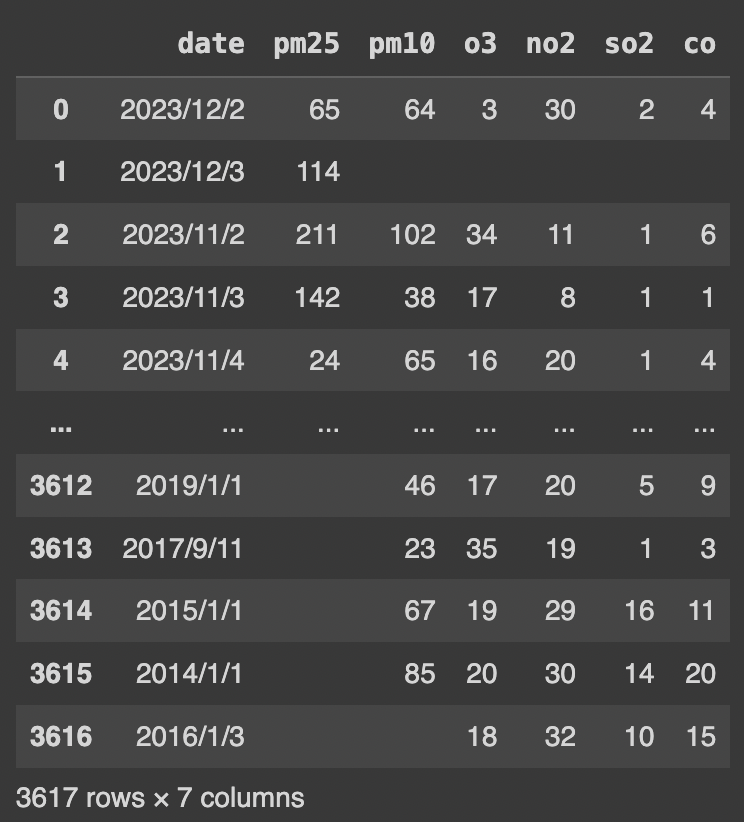 date pm25 pm10 o3 no2 so2 co
0 2023/12/2 65 64 3 30 2 4
1 2023/12/3 114
2 2023/11/2 211 102 34 11 1 6
3 2023/11/3 142 38 17 8 1 1
4 2023/11/4 24 65 16 20 1 4
... ... ... ... ... ... ... ...
3612 2019/1/1 46 17 20 5 9
3613 2017/9/11 23 35 19 1 3
3614 2015/1/1 67 19 29 16 11
3615 2014/1/1 85 20 30 14 20
3616 2016/1/3 18 32 10 15
3617 rows × 7 columns